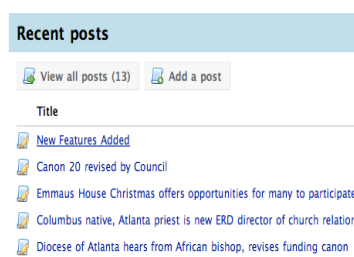 Recent posts
View all posts (13) Add a post
Title
New Features Added
Canon 20 revised by Council
Emmaus House Christmas offers opportunities for many to participate
Columbus native, Atlanta priest is new ERD director of church relation
Diocese of Atlanta hears from African bishop, revises funding canon